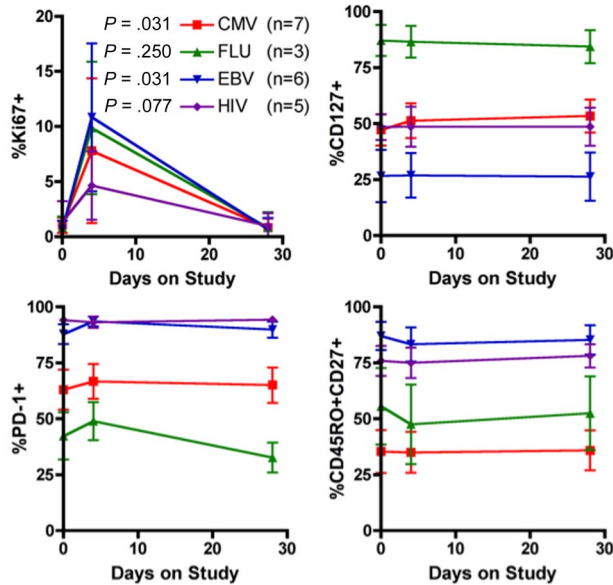 P = .031 CMV (n=7)
P = .250 FLU (n=3)
P = .031 EBV (n=6)
P = .077 HIV (n=5)
%Ki67+
20
15
10
5
0
0 10 20 30
Days on Study
%CD127+
100
75
50
25
0
0 10 20 30
Days on Study
%PD-1+
100
75
50
25
0
0 10 20 30
Days on Study
%CD45RO+CD27+
100
75
50
25
0
0 10 20 30
Days on Study